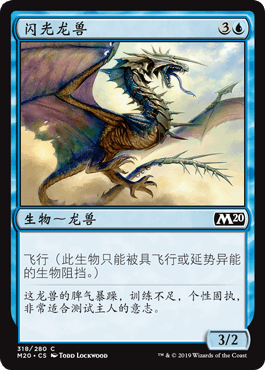 闪光龙兽 3
生物～龙兽 M20
飞行（此生物只能被具飞行或延势异能
的生物阻挡。）
这龙兽的脾气暴躁，训练不足，个性固执，
非常适合测试主人的意志。
3/2
318/280 C
M20 • CS Todd Lockwood ™ & © 2019 Wizards of the Coast